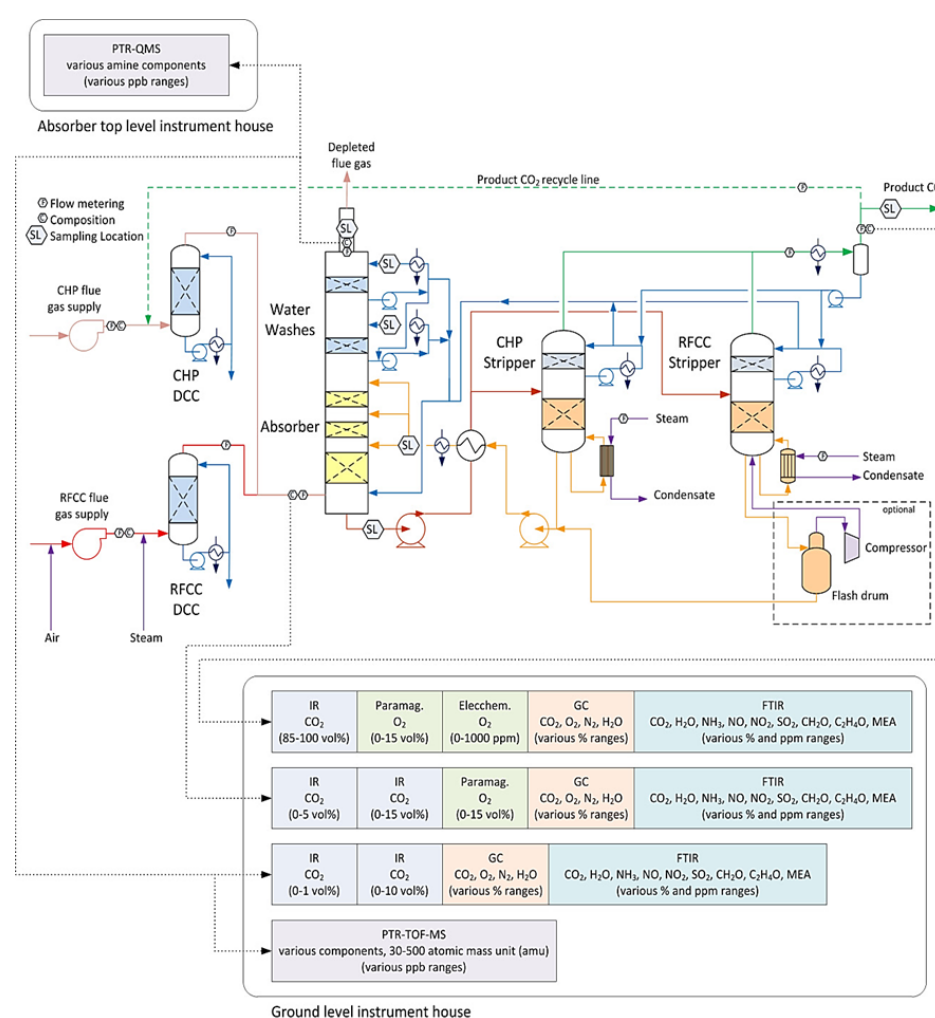 PTR-QMS
various amine components
(various ppb ranges)
Absorber top level instrument house
Depleted
flue gas
Product CO₂ recycle line
F
Product C
SL
F Flow metering
C Composition
SL Sampling Location
F
SL
C
F
F C
F
SL
CHP flue
gas supply
F C
Water
Washes
SL
CHP
Stripper
RFCC
Stripper
CHP
DCC
Absorber
SL
F
Steam
F
RFCC flue
gas supply
F C
C F
SL
Condensate
F
Steam
Condensate
optional
Compressor
Flash drum
RFCC
DCC
Air
Steam
IR
CO₂
(85-100 vol%)
Paramag.
O₂
(0-15 vol%)
Elecchem.
O₂
(0-1000 ppm)
GC
CO₂, O₂, N₂, H₂O
(various % ranges)
FTIR
CO₂, H₂O, NH₃, NO, NO₂, SO₂, CH₂O, C₂H₄O, MEA
(various % and ppm ranges)
IR
CO₂
(0-5 vol%)
IR
CO₂
(0-15 vol%)
Paramag.
O₂
(0-15 vol%)
GC
CO₂, O₂, N₂, H₂O
(various % ranges)
FTIR
CO₂, H₂O, NH₃, NO, NO₂, SO₂, CH₂O, C₂H₄O, MEA
(various % and ppm ranges)
IR
CO₂
(0-1 vol%)
IR
CO₂
(0-10 vol%)
GC
CO₂, O₂, N₂, H₂O
(various % ranges)
FTIR
CO₂, H₂O, NH₃, NO, NO₂, SO₂, CH₂O, C₂H₄O, MEA
(various % and ppm ranges)
PTR-TOF-MS
various components, 30-500 atomic mass unit (amu)
(various ppb ranges)
Ground level instrument house